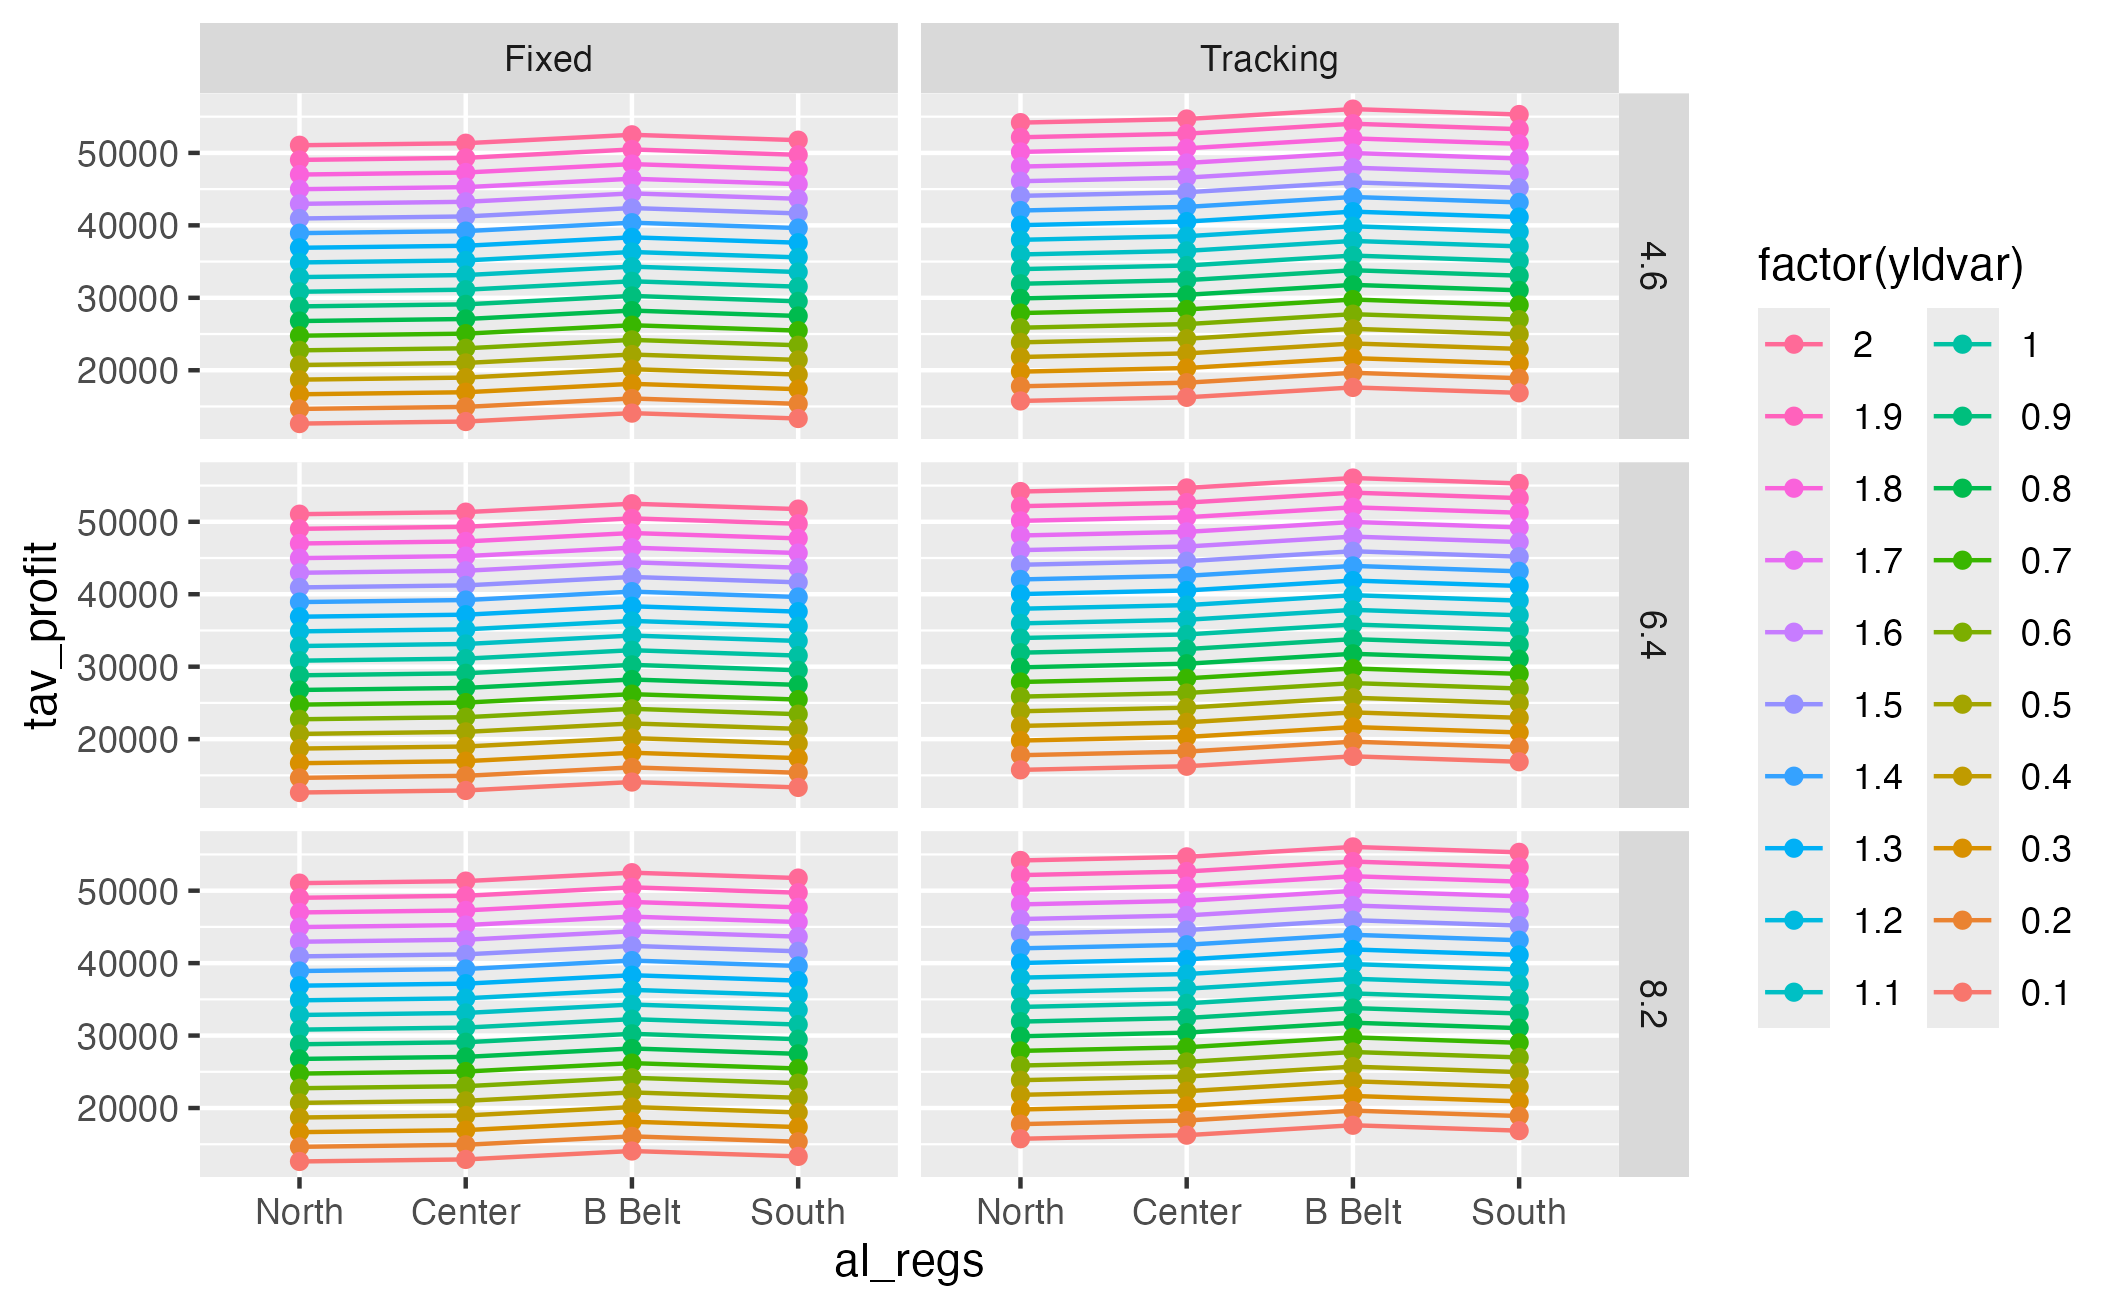 Fixed
Tracking
50000
40000
30000
20000
4.6
50000
40000
30000
20000
6.4
50000
40000
30000
20000
8.2
tav_profit
North
Center
B Belt
South
North
Center
B Belt
South
al_regs
factor(yldvar)
2
1
1.9
0.9
1.8
0.8
1.7
0.7
1.6
0.6
1.5
0.5
1.4
0.4
1.3
0.3
1.2
0.2
1.1
0.1